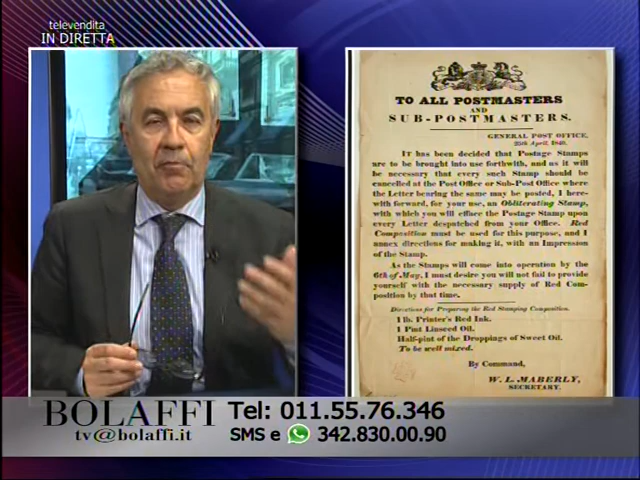 televendita
IN DIRETTA
TO ALL POSTMASTERS
AND
SUB-POSTMASTERS.
GENERAL POST OFFICE,
25th April, 1840.
IT has been decided that Postage Stamps
are to be brought into use forthwith, and as it will
be necessary that every such Stamp should be
cancelled at the Post Office or Sub-Post Office where
the Letter bearing the same may be posted, I here-
with forward, for your use, an Obliterating Stamp,
with which you will efface the Postage Stamp upon
every Letter despatched from your Office. Red
Composition must be used for this purpose, and I
annex directions for making it, with an Impression
of the Stamp.
As the Stamps will come into operation by the
6th of May, I must desire you will not fail to provide
yourself with the necessary supply of Red Com-
position by that time.
Directions for Preparing the Red Stamping Composition.
1 lb. Printer's Red Ink.
1 Pint Linseed Oil.
Half-pint of the Droppings of Sweet Oil.
To be well mixed.
By Command,
W. L. MABERLY,
SECRETARY.
BOLAFFI Tel: 011.55.76.346
tv@bolaffi.it SMS e 342.830.00.90